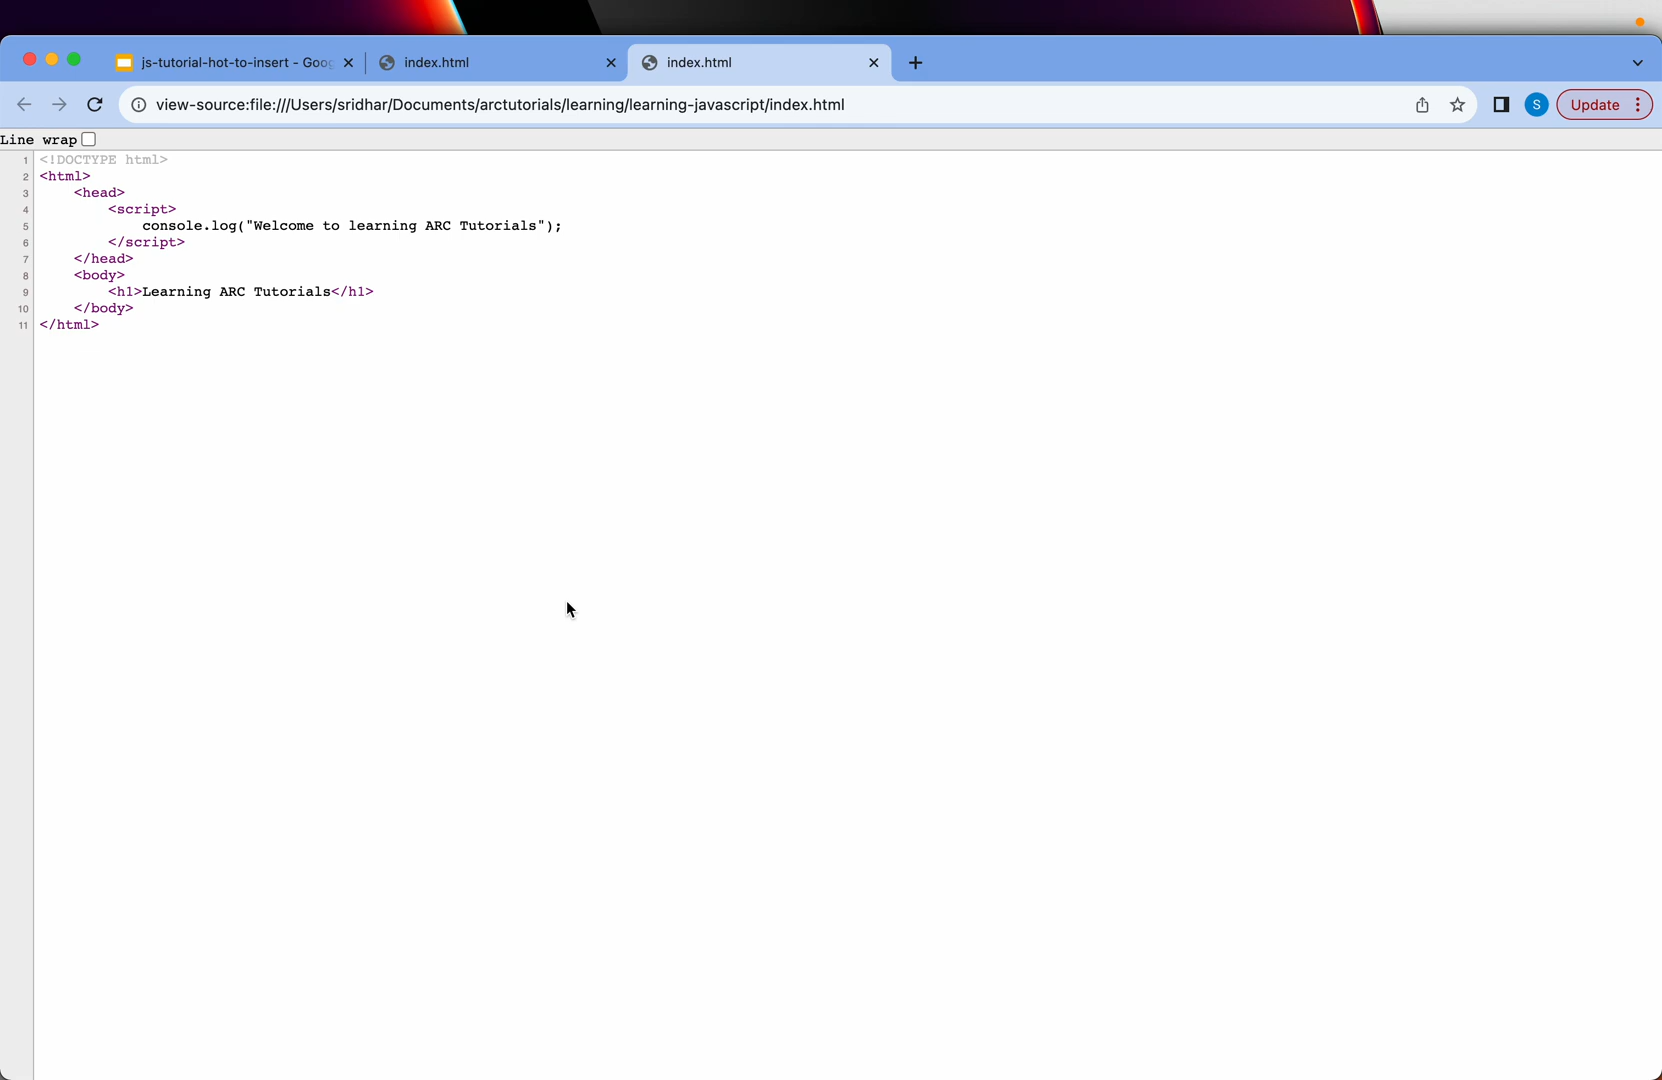 js-tutorial-hot-to-insert - Goog
index.html
index.html
view-source:file:///Users/sridhar/Documents/arctutorials/learning/learning-javascript/index.html
S
Update
Line wrap
1 <!DOCTYPE html>
2 <html>
3 <head>
4 <script>
5 console.log("Welcome to learning ARC Tutorials");
6 </script>
7 </head>
8 <body>
9 <h1>Learning ARC Tutorials</h1>
10 </body>
11 </html>